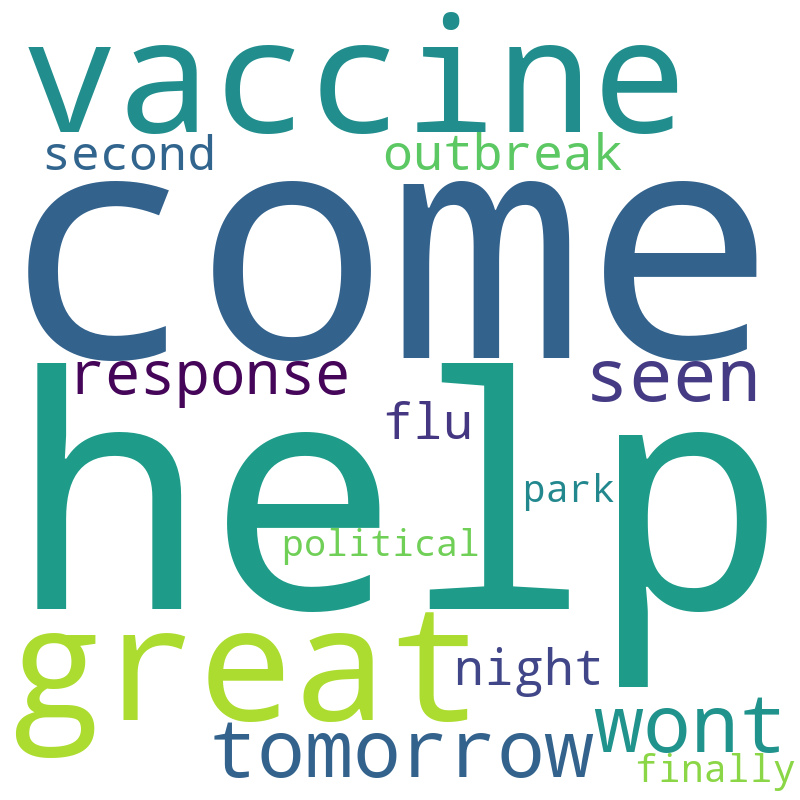 vaccine
second outbreak
come
response seen
help
flu
park
political
great
night
wont
tomorrow
finally